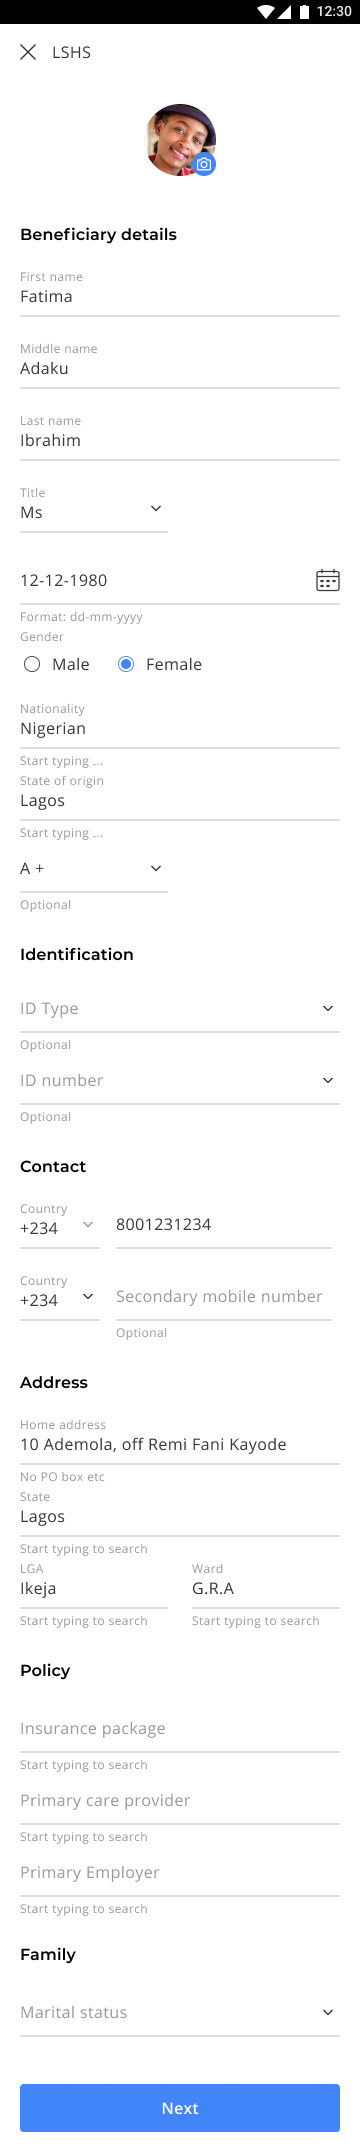 12:30
LSHS
Beneficiary details
First name
Fatima
Middle name
Adaku
Last name
Ibrahim
Title
Ms
12-12-1980
Format: dd-mm-yyyy
Gender
Male Female
Nationality
Nigerian
Start typing ...
State of origin
Lagos
Start typing ...
A +
Optional
Identification
ID Type
Optional
ID number
Optional
Contact
Country
+234 8001231234
Country
+234 Secondary mobile number
Optional
Address
Home address
10 Ademola, off Remi Fani Kayode
No PO box etc
State
Lagos
Start typing to search
LGA Ward
Ikeja G.R.A
Start typing to search Start typing to search
Policy
Insurance package
Start typing to search
Primary care provider
Start typing to search
Primary Employer
Start typing to search
Family
Marital status
Next